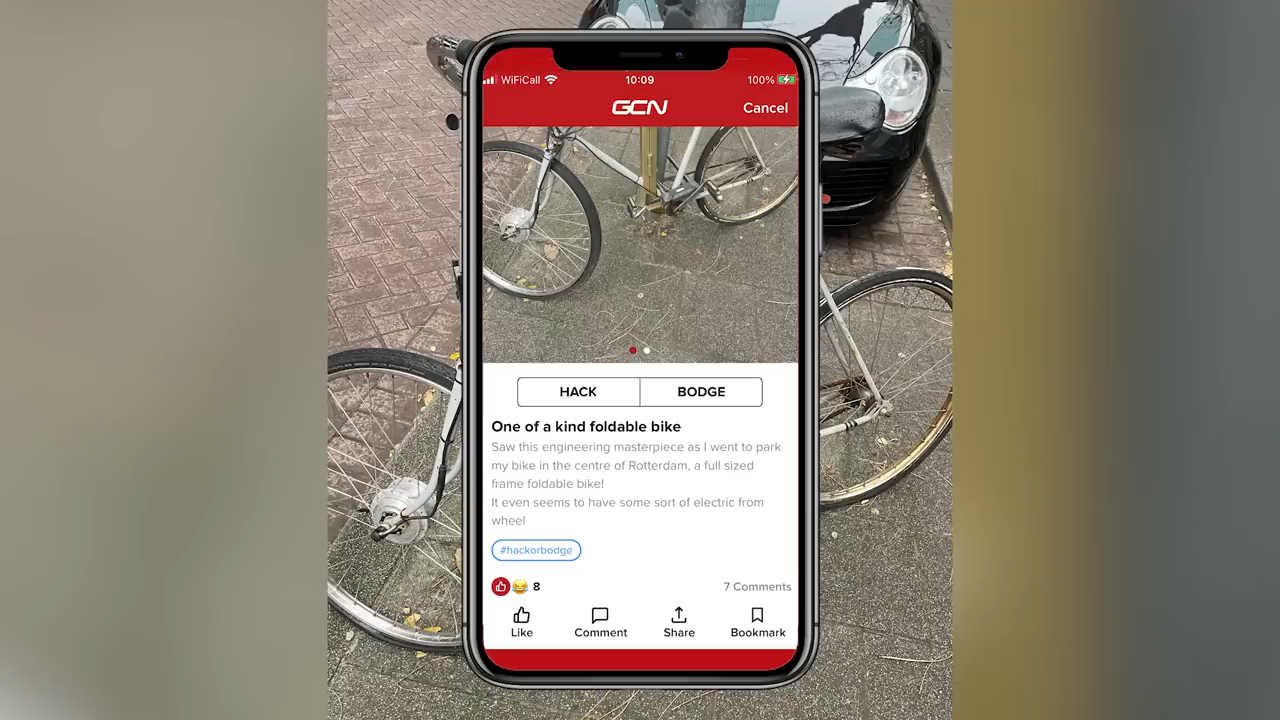 WiFiCall
10:09
100%
GCN
Cancel
HACK
BODGE
One of a kind foldable bike
Saw this engineering masterpiece as I went to park
my bike in the centre of Rotterdam, a full sized
frame foldable bike!
It even seems to have some sort of electric from
wheel
#hackorbodge
8
7 Comments
Like
Comment
Share
Bookmark